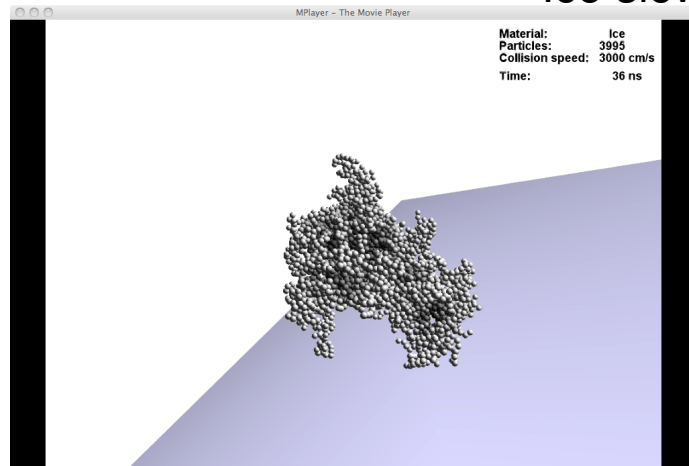 MPlayer - The Movie Player
Material: Ice
Particles: 3995
Collision speed: 3000 cm/s
Time: 36 ns